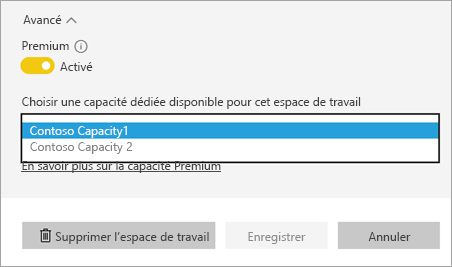 Avancé
Premium
Activé
Choisir une capacité dédiée disponible pour cet espace de travail
Contoso Capacity1
Contoso Capacity 2
En savoir plus sur la capacité Premium
Supprimer l'espace de travail
Enregistrer
Annuler